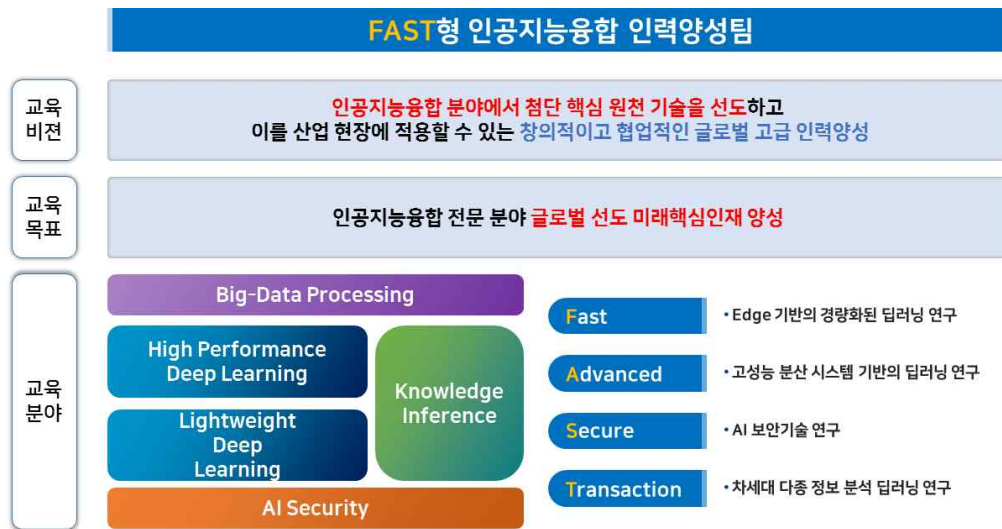 FAST형 인공지능융합 인력양성팀
교육
비젼
인공지능융합 분야에서 첨단 핵심 원천 기술을 선도하고
이를 산업 현장에 적용할 수 있는 창의적이고 협업적인 글로벌 고급 인력양성
교육
목표
인공지능융합 전문 분야 글로벌 선도 미래핵심인재 양성
교육
분야
Big-Data Processing
High Performance
Deep Learning
Lightweight
Deep
Learning
Knowledge
Inference
AI Security
Fast
• Edge 기반의 경량화된 딥러닝 연구
Advanced
• 고성능 분산 시스템 기반의 딥러닝 연구
Secure
• AI 보안기술 연구
Transaction
• 차세대 다종 정보 분석 딥러닝 연구